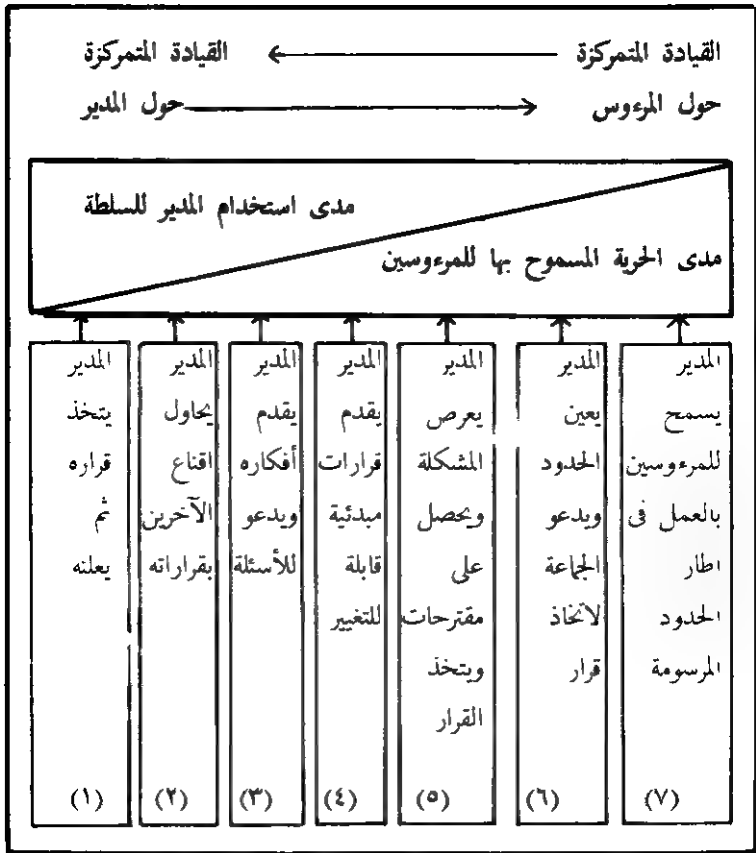 القيادة المتمركزة
حول المرءوس
القيادة المتمركزة
حول المدير
مدى استخدام المدير للسلطة
مدى الحرية المسموح بها للمرءوسين
المدير
يسمح
للمرءوسين
بالعمل فى
اطار
الحدود
المرسومة
(٧)
المدير
يعين
الحدود
ويدعو
الجماعة
لاتخاذ
قرار
(٦)
المدير
يعرض
المشكلة
ويحصل
على
مقترحات
ويتخذ
القرار
(٥)
المدير
يقدم
قرارات
مبدئية
قابلة
للتغيير
(٤)
المدير
يقدم
أفكاره
ويدعو
للأسئلة
(٣)
المدير
يحاول
اقناع
الآخرين
بقراراته
(٢)
المدير
يتخذ
قراره
ثم
يعلنه
(١)